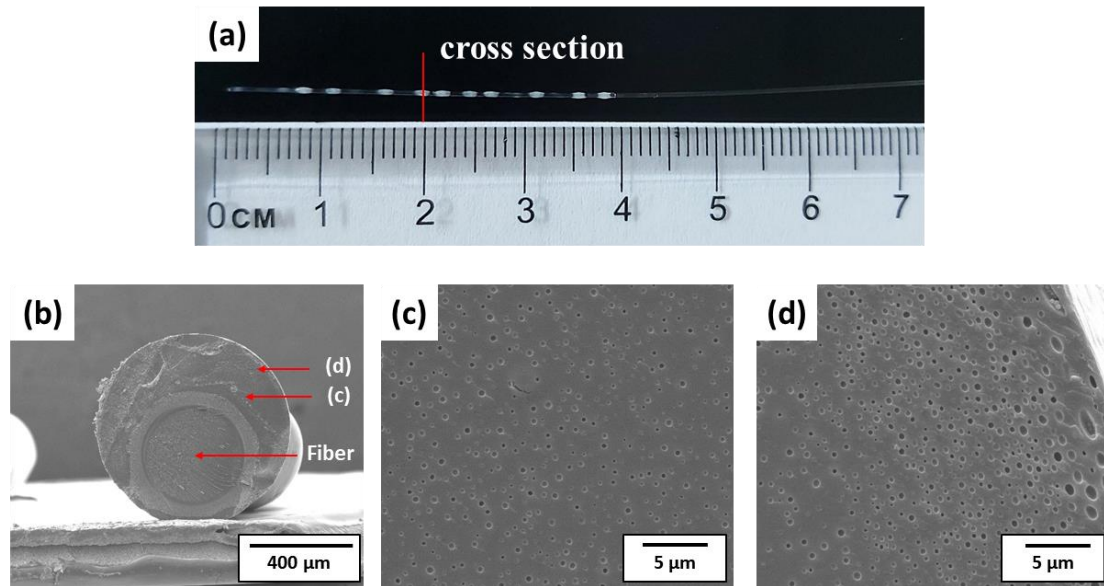 (a)
cross section
0 CM 1 2 3 4 5 6 7
(b)
(d)
(c)
Fiber
400 µm
(c)
5 µm
(d)
5 µm